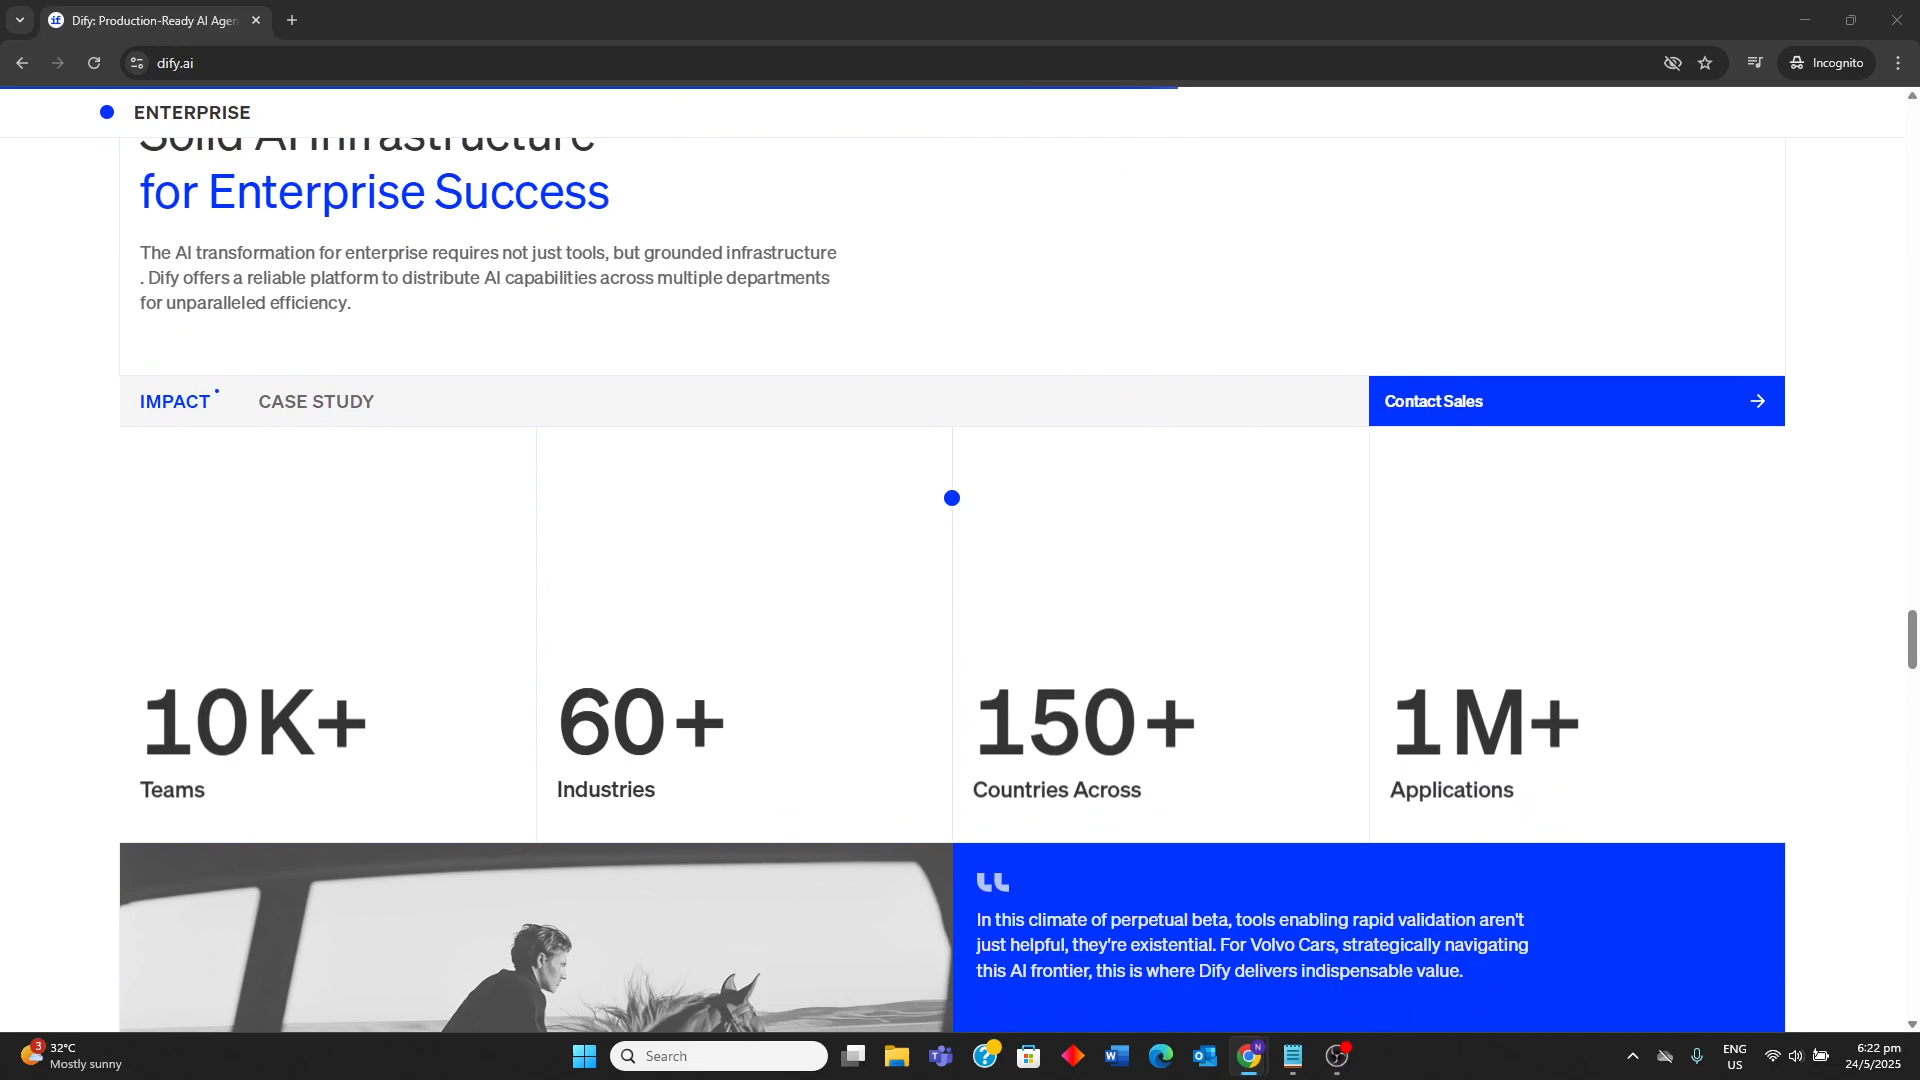 Dify: Production-Ready AI Agen
dify.ai
Incognito
ENTERPRISE
Solid AI Infrastructure
for Enterprise Success
The AI transformation for enterprise requires not just tools, but grounded infrastructure
. Dify offers a reliable platform to distribute AI capabilities across multiple departments
for unparalleled efficiency.
IMPACT
CASE STUDY
Contact Sales
10K+
60+
150+
1M+
Teams
Industries
Countries Across
Applications
“
In this climate of perpetual beta, tools enabling rapid validation aren't
just helpful, they're existential. For Volvo Cars, strategically navigating
this AI frontier, this is where Dify delivers indispensable value.
3
32°C
Mostly sunny
Search
ENG
US
6:22 pm
24/5/2025